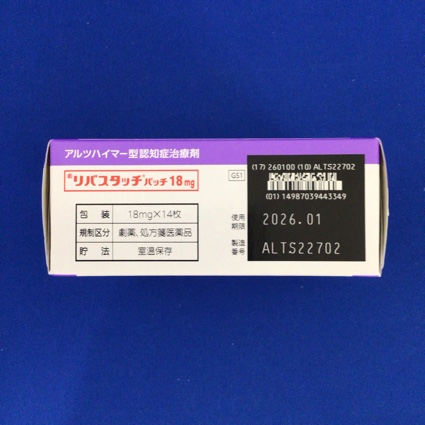 アルツハイマー型認知症治療剤
劇 リバスタッチ®パッチ18mg
包 装 18mg×14枚
規制区分 劇薬、処方箋医薬品
貯 法 室温保存
GS1
(17) 260100 (10) ALTS22702
(01) 14987039443349
使用
期限 2026.01
製造
番号 ALTS22702